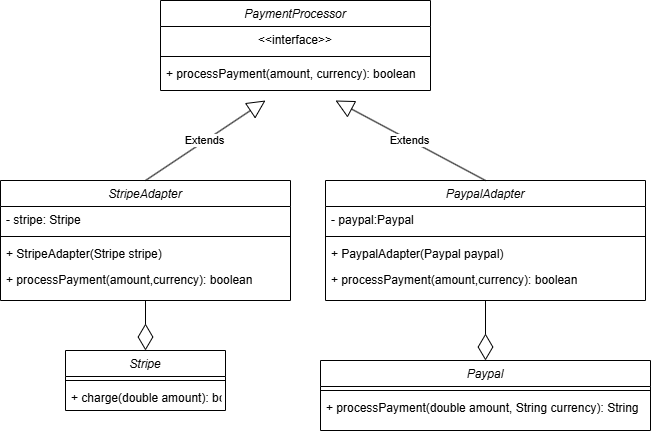 PaymentProcessor
<<interface>>
+ processPayment(amount, currency): boolean
Extends
Extends
StripeAdapter
- stripe: Stripe
+ StripeAdapter(Stripe stripe)
+ processPayment(amount,currency): boolean
PaypalAdapter
- paypal:Paypal
+ PaypalAdapter(Paypal paypal)
+ processPayment(amount,currency): boolean
Stripe
+ charge(double amount):
Paypal
+ processPayment(double amount, String currency): String